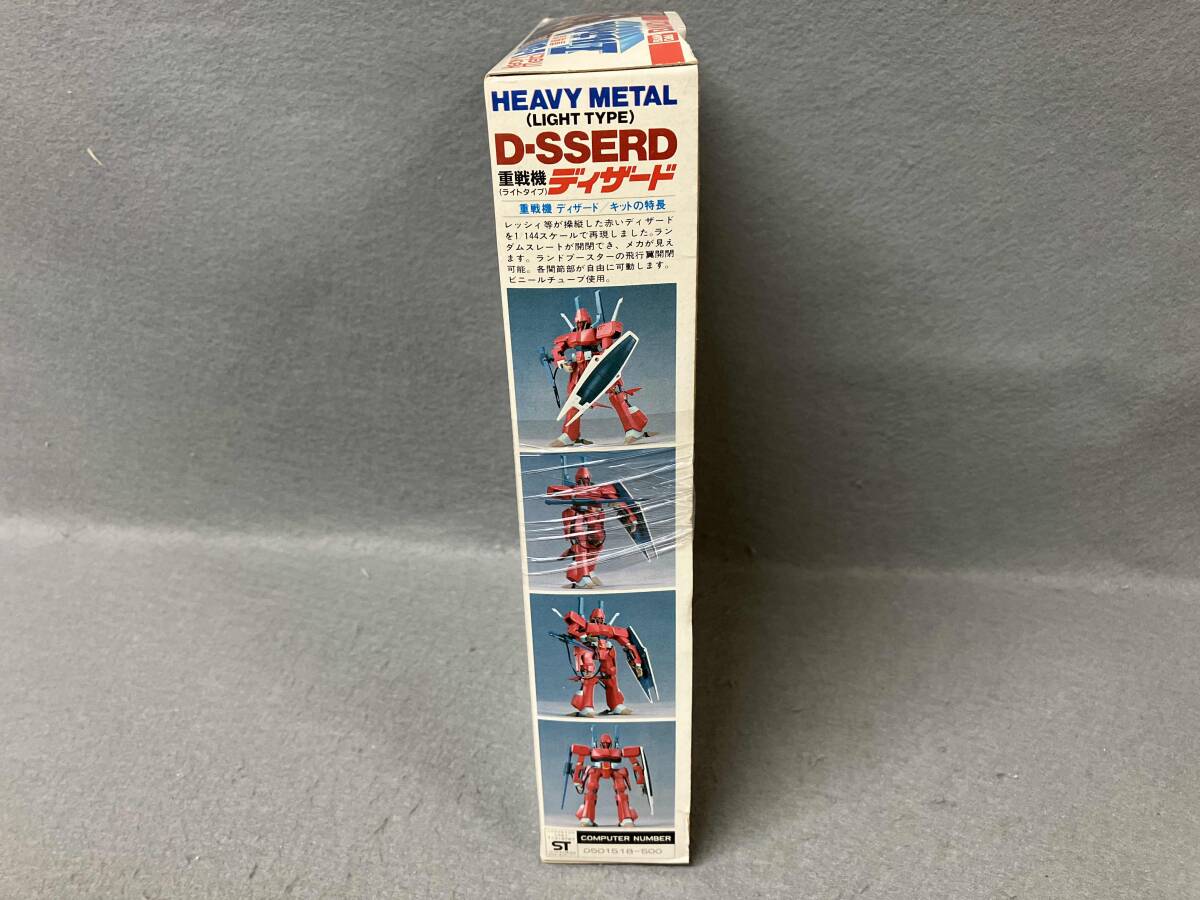 HEAVY METAL
(LIGHT TYPE)
D-SSERD
重戦機 ディザード
(ライトタイプ)
重戦機 ディザード/キットの特長
レッシィ等が操縦した赤いディザード
を1/144スケールで再現しました。ラン
ダムスレートが開閉でき、メカが見え
ます。ランドブースターの飛行翼開閉
可能。各関節部が自由に可動します。
ビニールチューブ使用。
ST
COMPUTER NUMBER
0501518-500